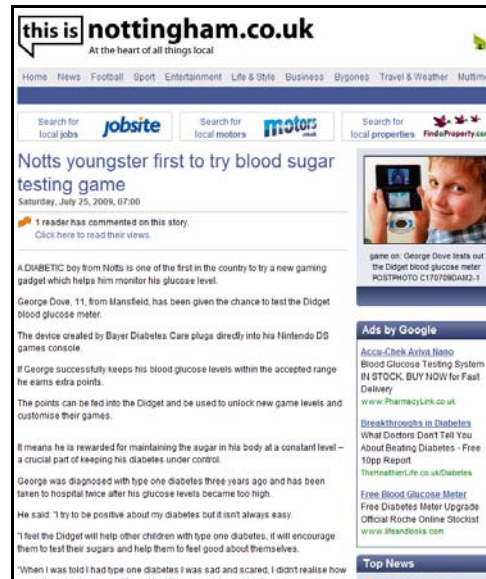 this is nottingham.co.uk
At the heart of all things local
Home News Football Sport Entertainment Life & Style Business Bygones Travel & Weather Multime
Search for
local jobs
jobsite
Search for
local motors
motors
.co.uk
Search for
local properties
FindaProperty.com
Notts youngster first to try blood sugar
testing game
Saturday, July 25, 2009, 07:00
1 reader has commented on this story.
Click here to read their views.
A DIABETIC boy from Notts is one of the first in the country to try a new gaming
gadget which helps him monitor his glucose level.
George Dove, 11, from Mansfield, has been given the chance to test the Didget
blood glucose meter.
The device created by Bayer Diabetes Care plugs directly into his Nintendo DS
games console.
If George successfully keeps his blood glucose levels within the accepted range
he earns extra points.
The points can be fed into the Didget and be used to unlock new game levels and
customise their games.
It means he is rewarded for maintaining the sugar in his body at a constant level –
a crucial part of keeping his diabetes under control.
George was diagnosed with type one diabetes three years ago and has been
taken to hospital twice after his glucose levels became too high.
He said: "I try to be positive about my diabetes but it isn't always easy.
"I feel the Didget will help other children with type one diabetes, it will encourage
them to test their sugars and help them to feel good about themselves.
"When I was told I had type one diabetes I was sad and scared, I didn't realise how
game on: George Dove tests out
the Didget blood glucose meter
POSTPHOTO C170709DAM2-1
Ads by Google
Accu-Chek Aviva Nano
Blood Glucose Testing System
IN STOCK, BUY NOW for Fast
Delivery
www.PharmacyLink.co.uk
Breakthroughs in Diabetes
What Doctors Don't Tell You
About Beating Diabetes - Free
10pp Report
TheHealthierLife.co.uk/Diabetes
Free Blood Glucose Meter
Free Diabetes Meter Upgrade
Official Roche Online Stockist
www.lifeandlooks.com
Top News